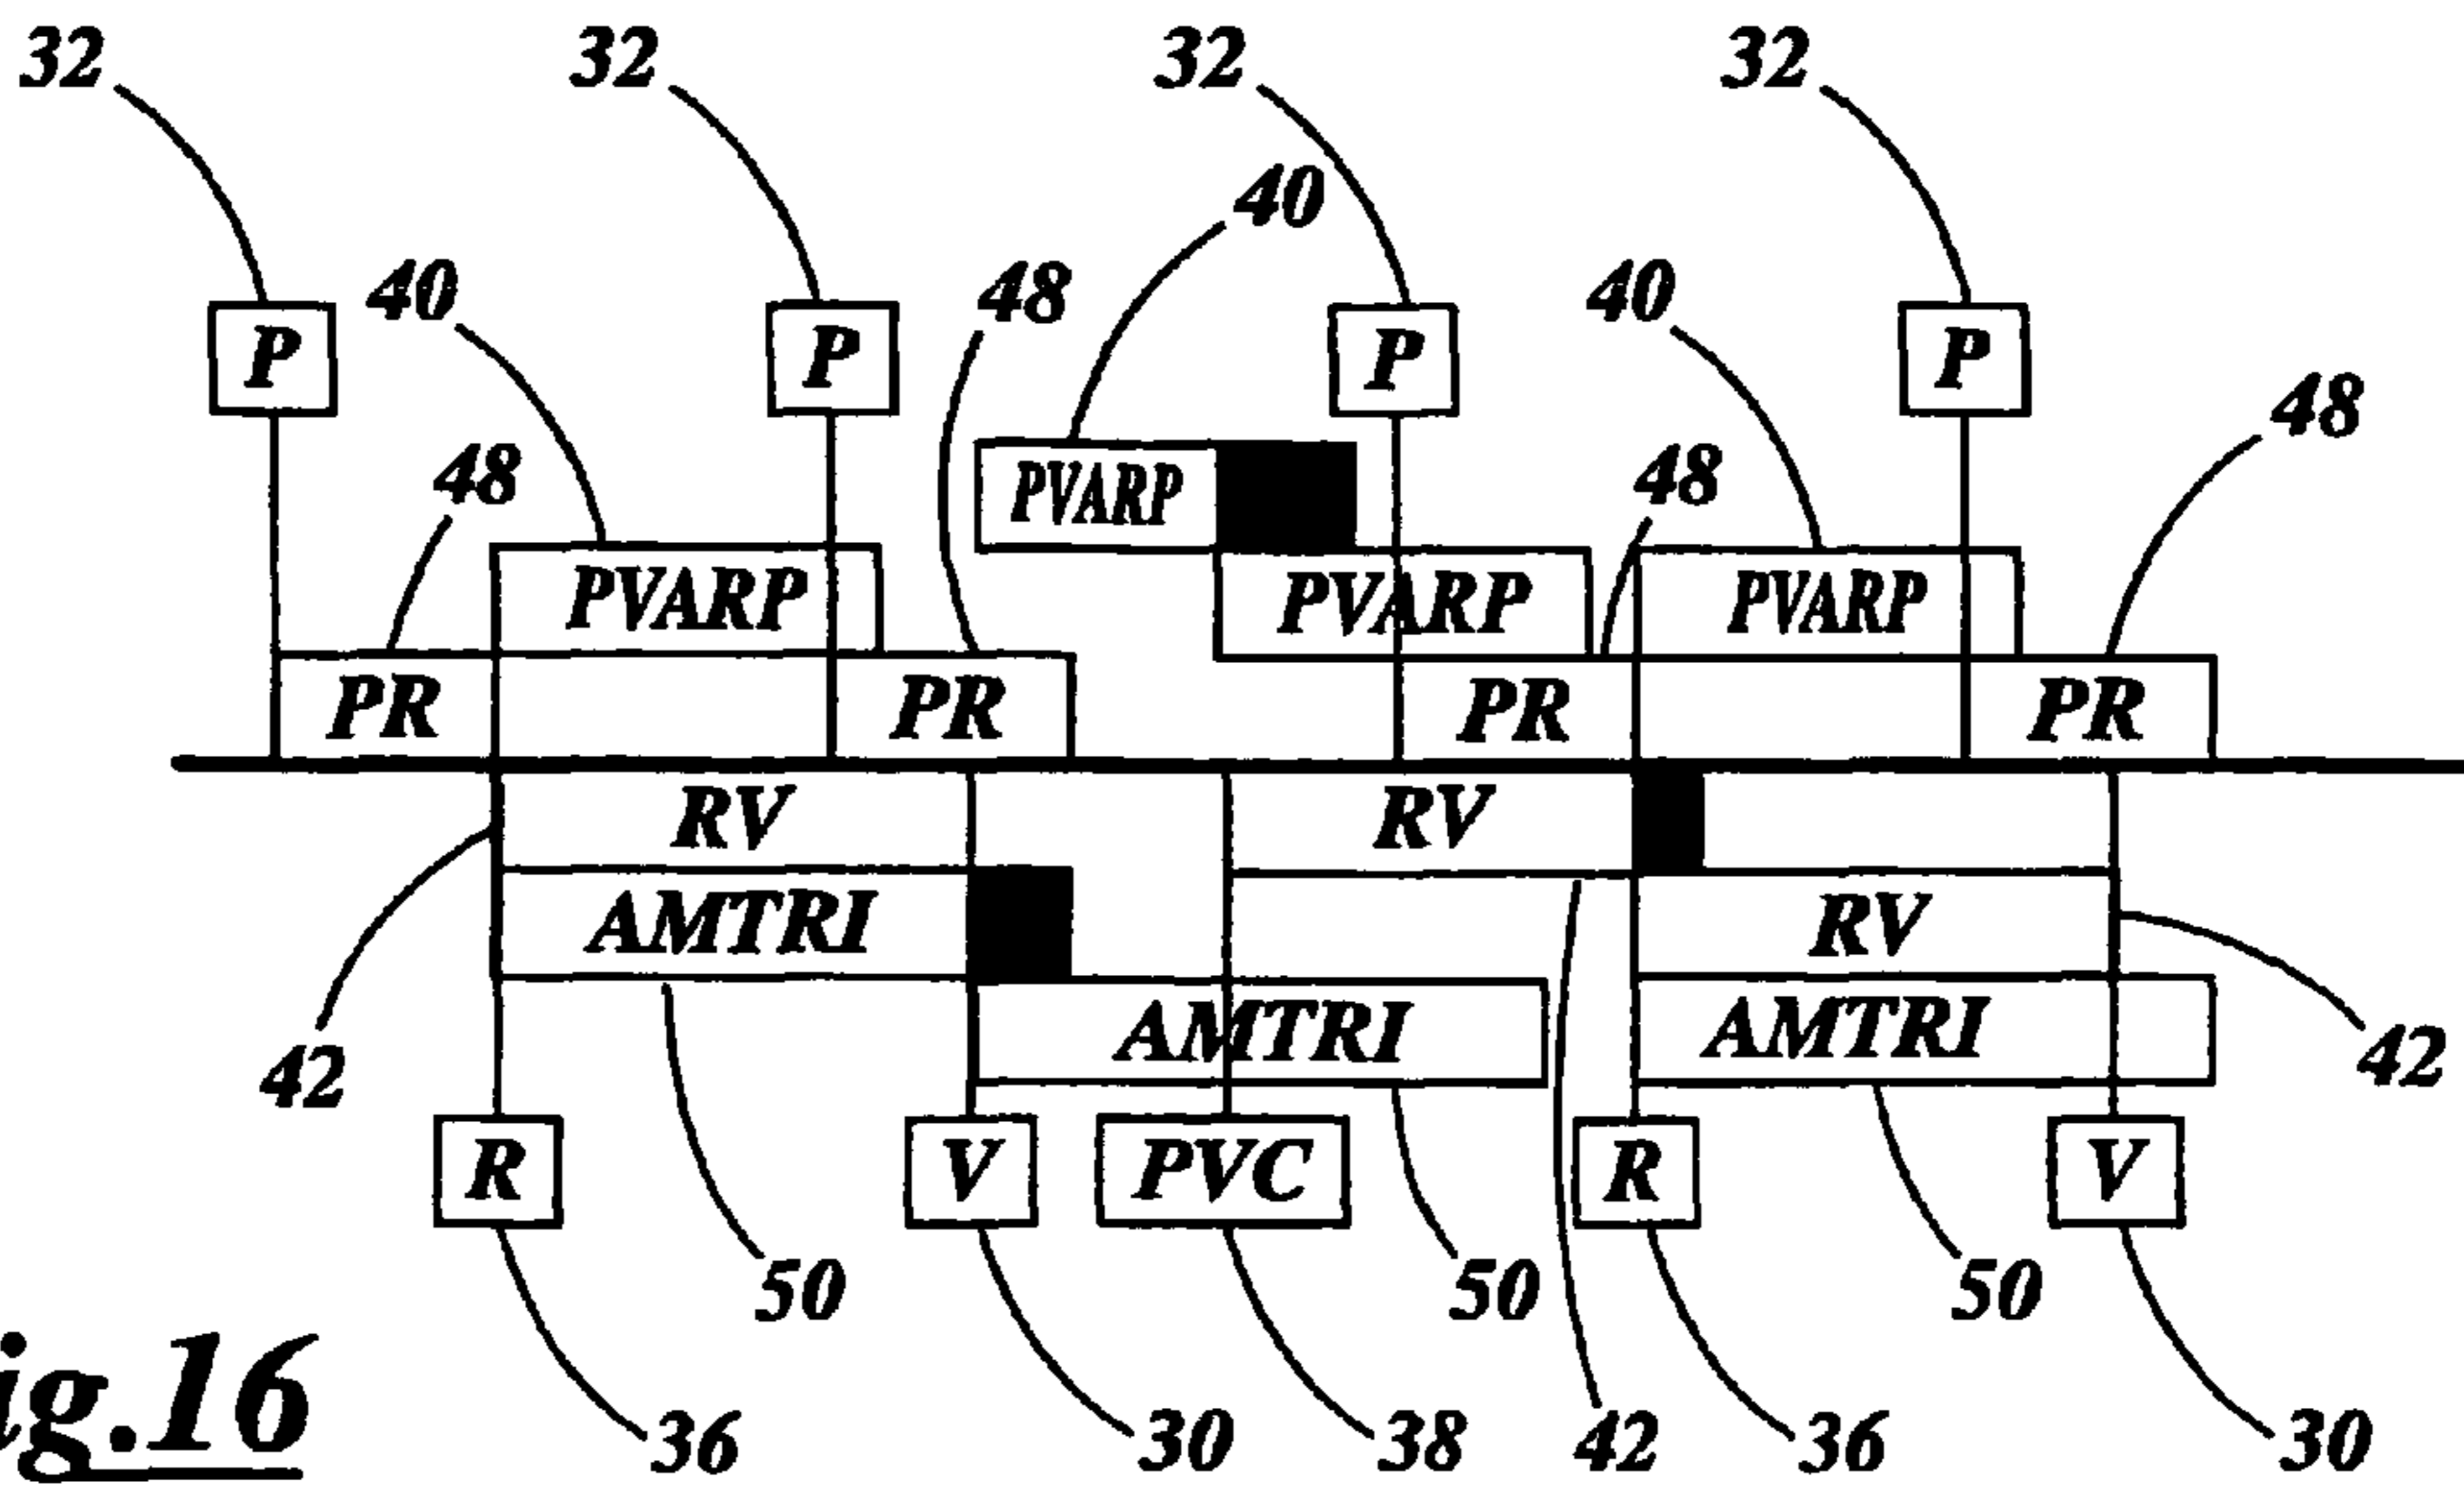 32 32 32 32
40
40 48 40
P P P P
48
48 48
PVARP
PVARP PVARP PVARP
PR PR PR PR
RV RV
AMTRI RV
AMTRI AMTRI
42 42
R V PVC R V
50 50 50
ig.16
36 30 38 42 36 30